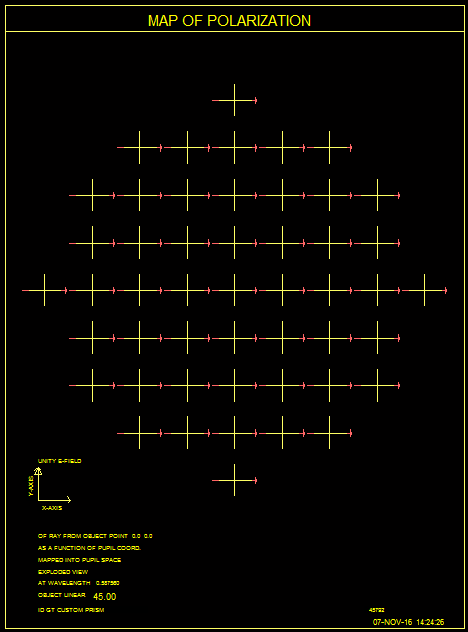 MAP OF POLARIZATION
UNITY E-FIELD
Y-AXIS
X-AXIS
OF RAY FROM OBJECT POINT 0.0 0.0
AS A FUNCTION OF PUPIL COORD.
MAPPED INTO PUPIL SPACE
EXPLODED VIEW
AT WAVELENGTH 0.587560
OBJECT LINEAR 45.00
ID GT CUSTOM PRISM 45792
07-NOV-16 14:24:26